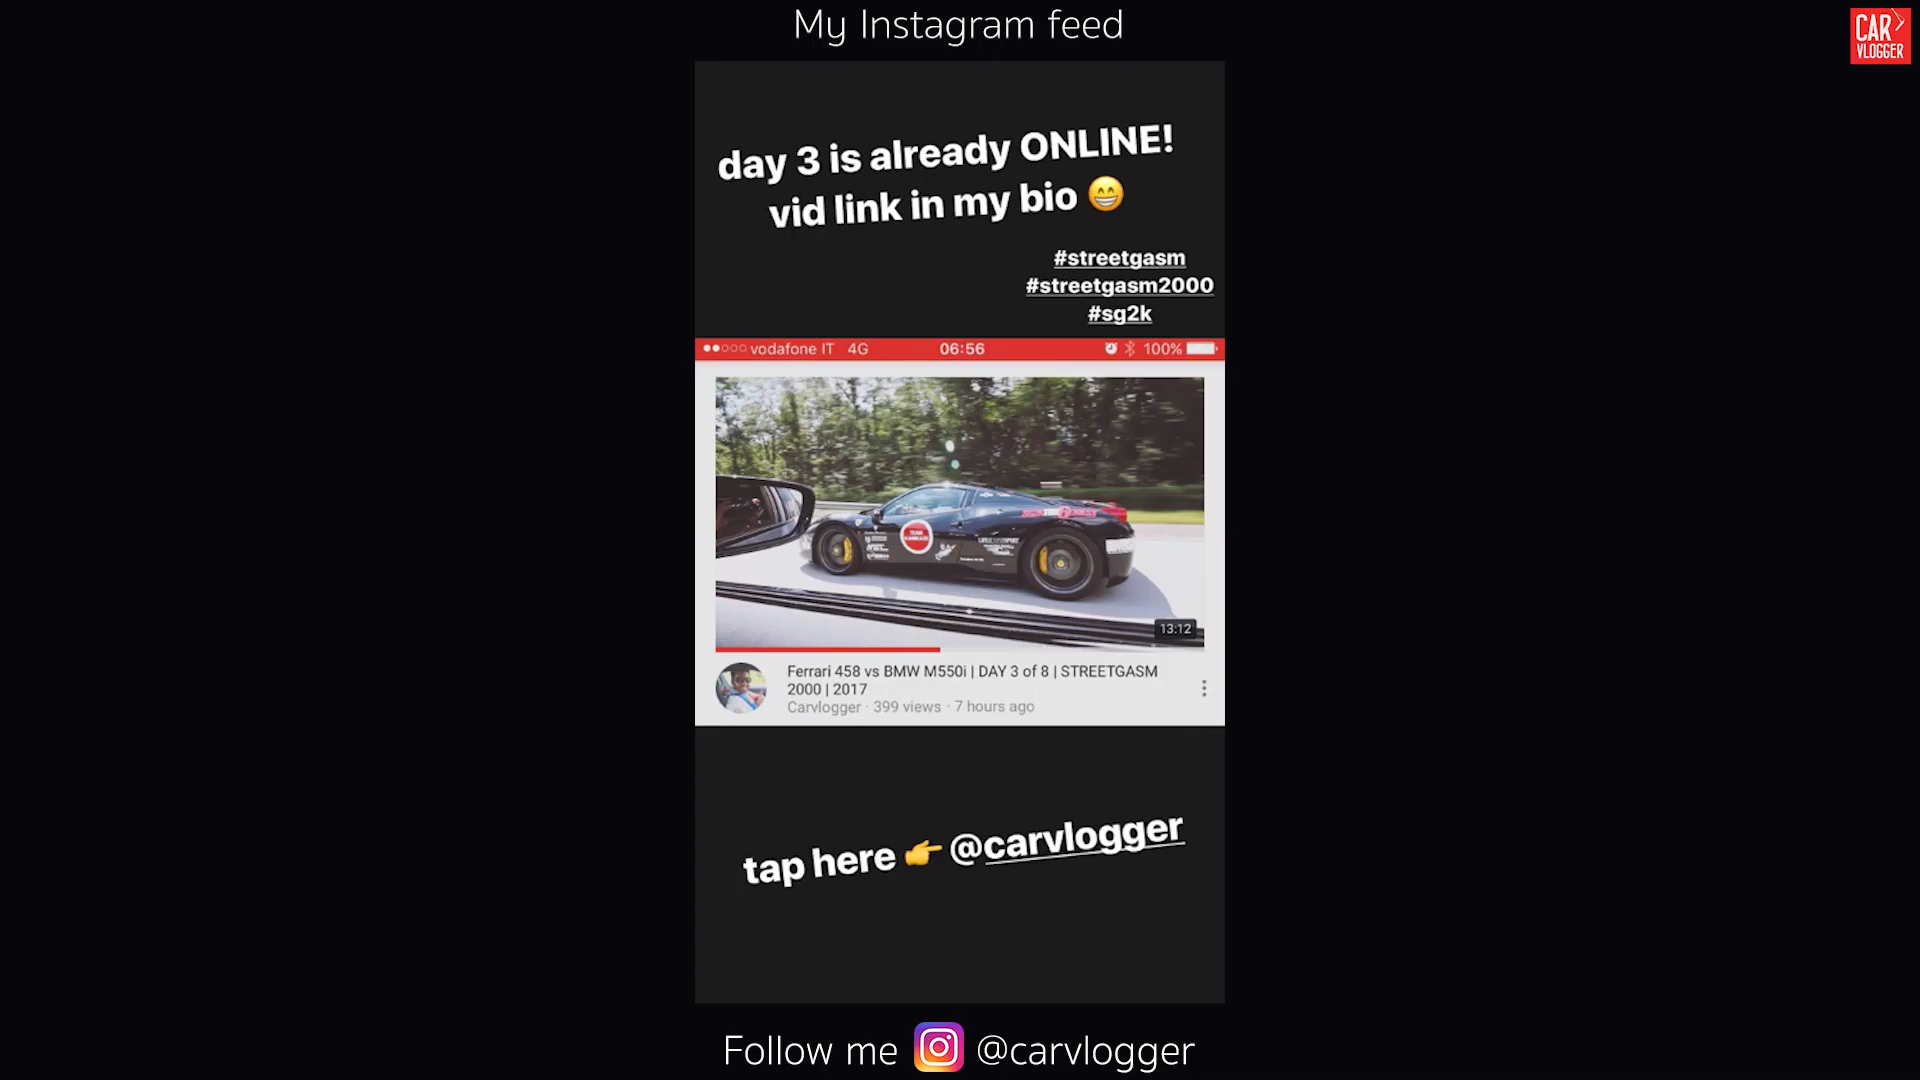 My Instagram feed
CAR
VLOGGER
day 3 is already ONLINE!
vid link in my bio 😁
#streetgasm
#streetgasm2000
#sg2k
vodafone IT 4G 06:56 100%
TEAM
13:12
Ferrari 458 vs BMW M550i | DAY 3 of 8 | STREETGASM
2000 | 2017
Carvlogger · 399 views · 7 hours ago
tap here 👉 @carvlogger
Follow me @carvlogger